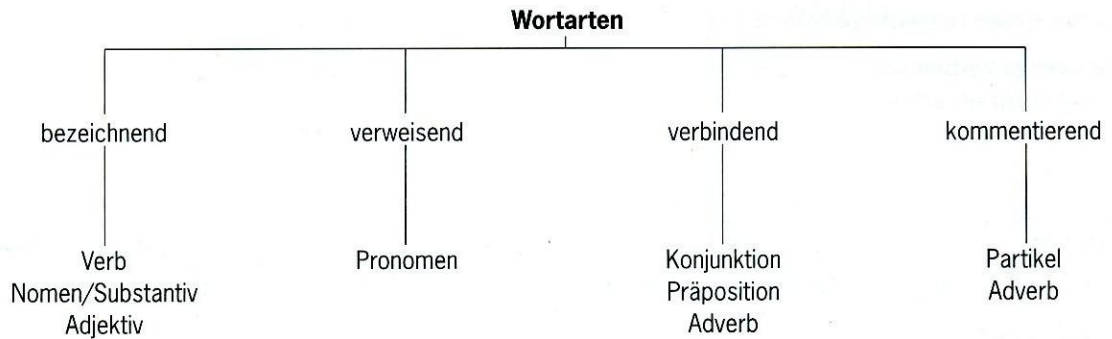 Wortarten
bezeichnend verweisend verbindend kommentierend
Verb Pronomen Konjunktion Partikel
Nomen/Substantiv Präposition Adverb
Adjektiv Adverb